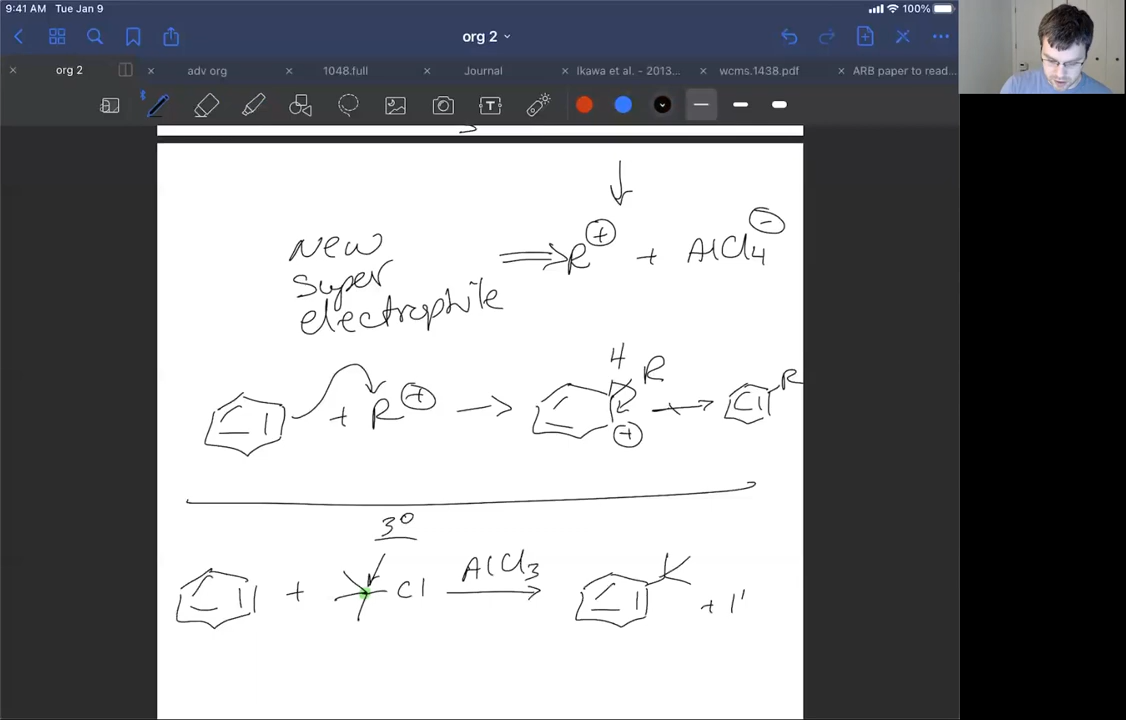 9:41 AM Tue Jan 9
100%
org 2
org 2
adv org
1048.full
Journal
Ikawa et al. - 2013...
wcms.1438.pdf
ARB paper to read...
T
New
super
electrophile
⟹ R⊕ + AlCl4⊖
+ R⊕ → H R ⊕ → R
3°
+ Cl AlCl3 → +